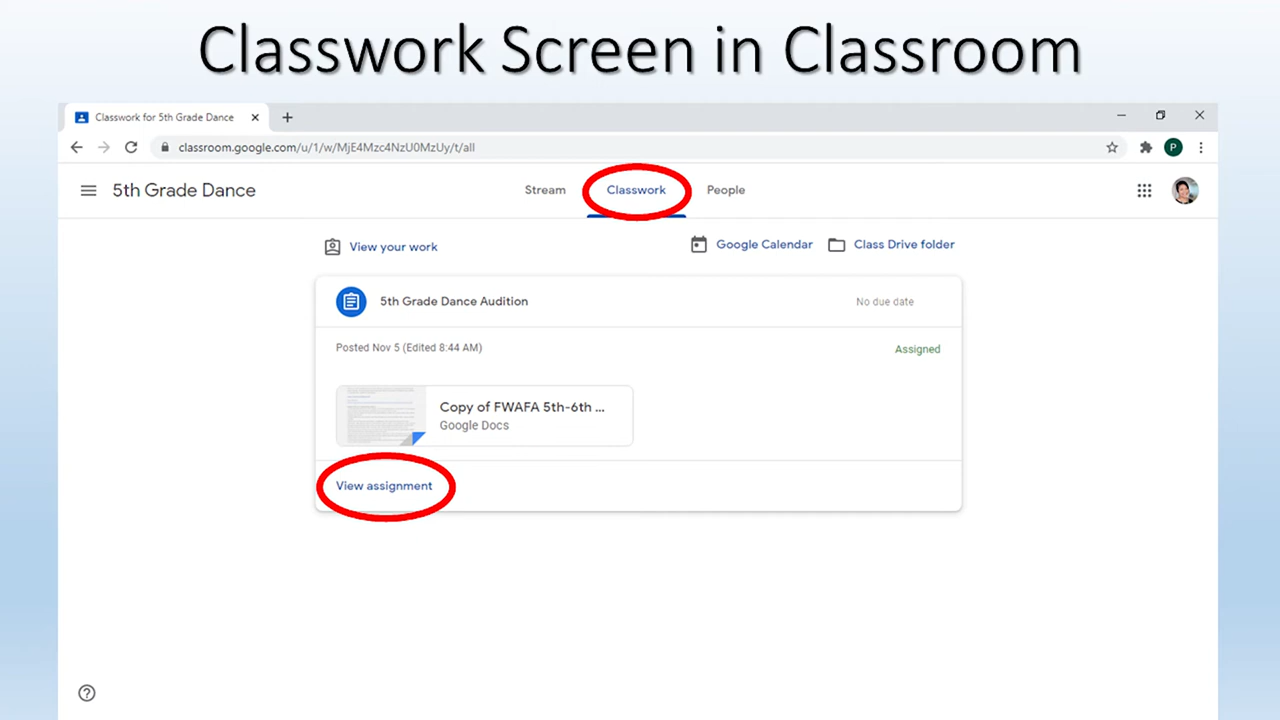 Classwork Screen in Classroom
Classwork for 5th Grade Dance
classroom.google.com/u/1/w/MjE4Mzc4NzU0MzUy/t/all
P
5th Grade Dance
Stream
Classwork
People
View your work
Google Calendar
Class Drive folder
5th Grade Dance Audition
No due date
Posted Nov 5 (Edited 8:44 AM)
Assigned
Copy of FWAFA 5th-6th ...
Google Docs
View assignment